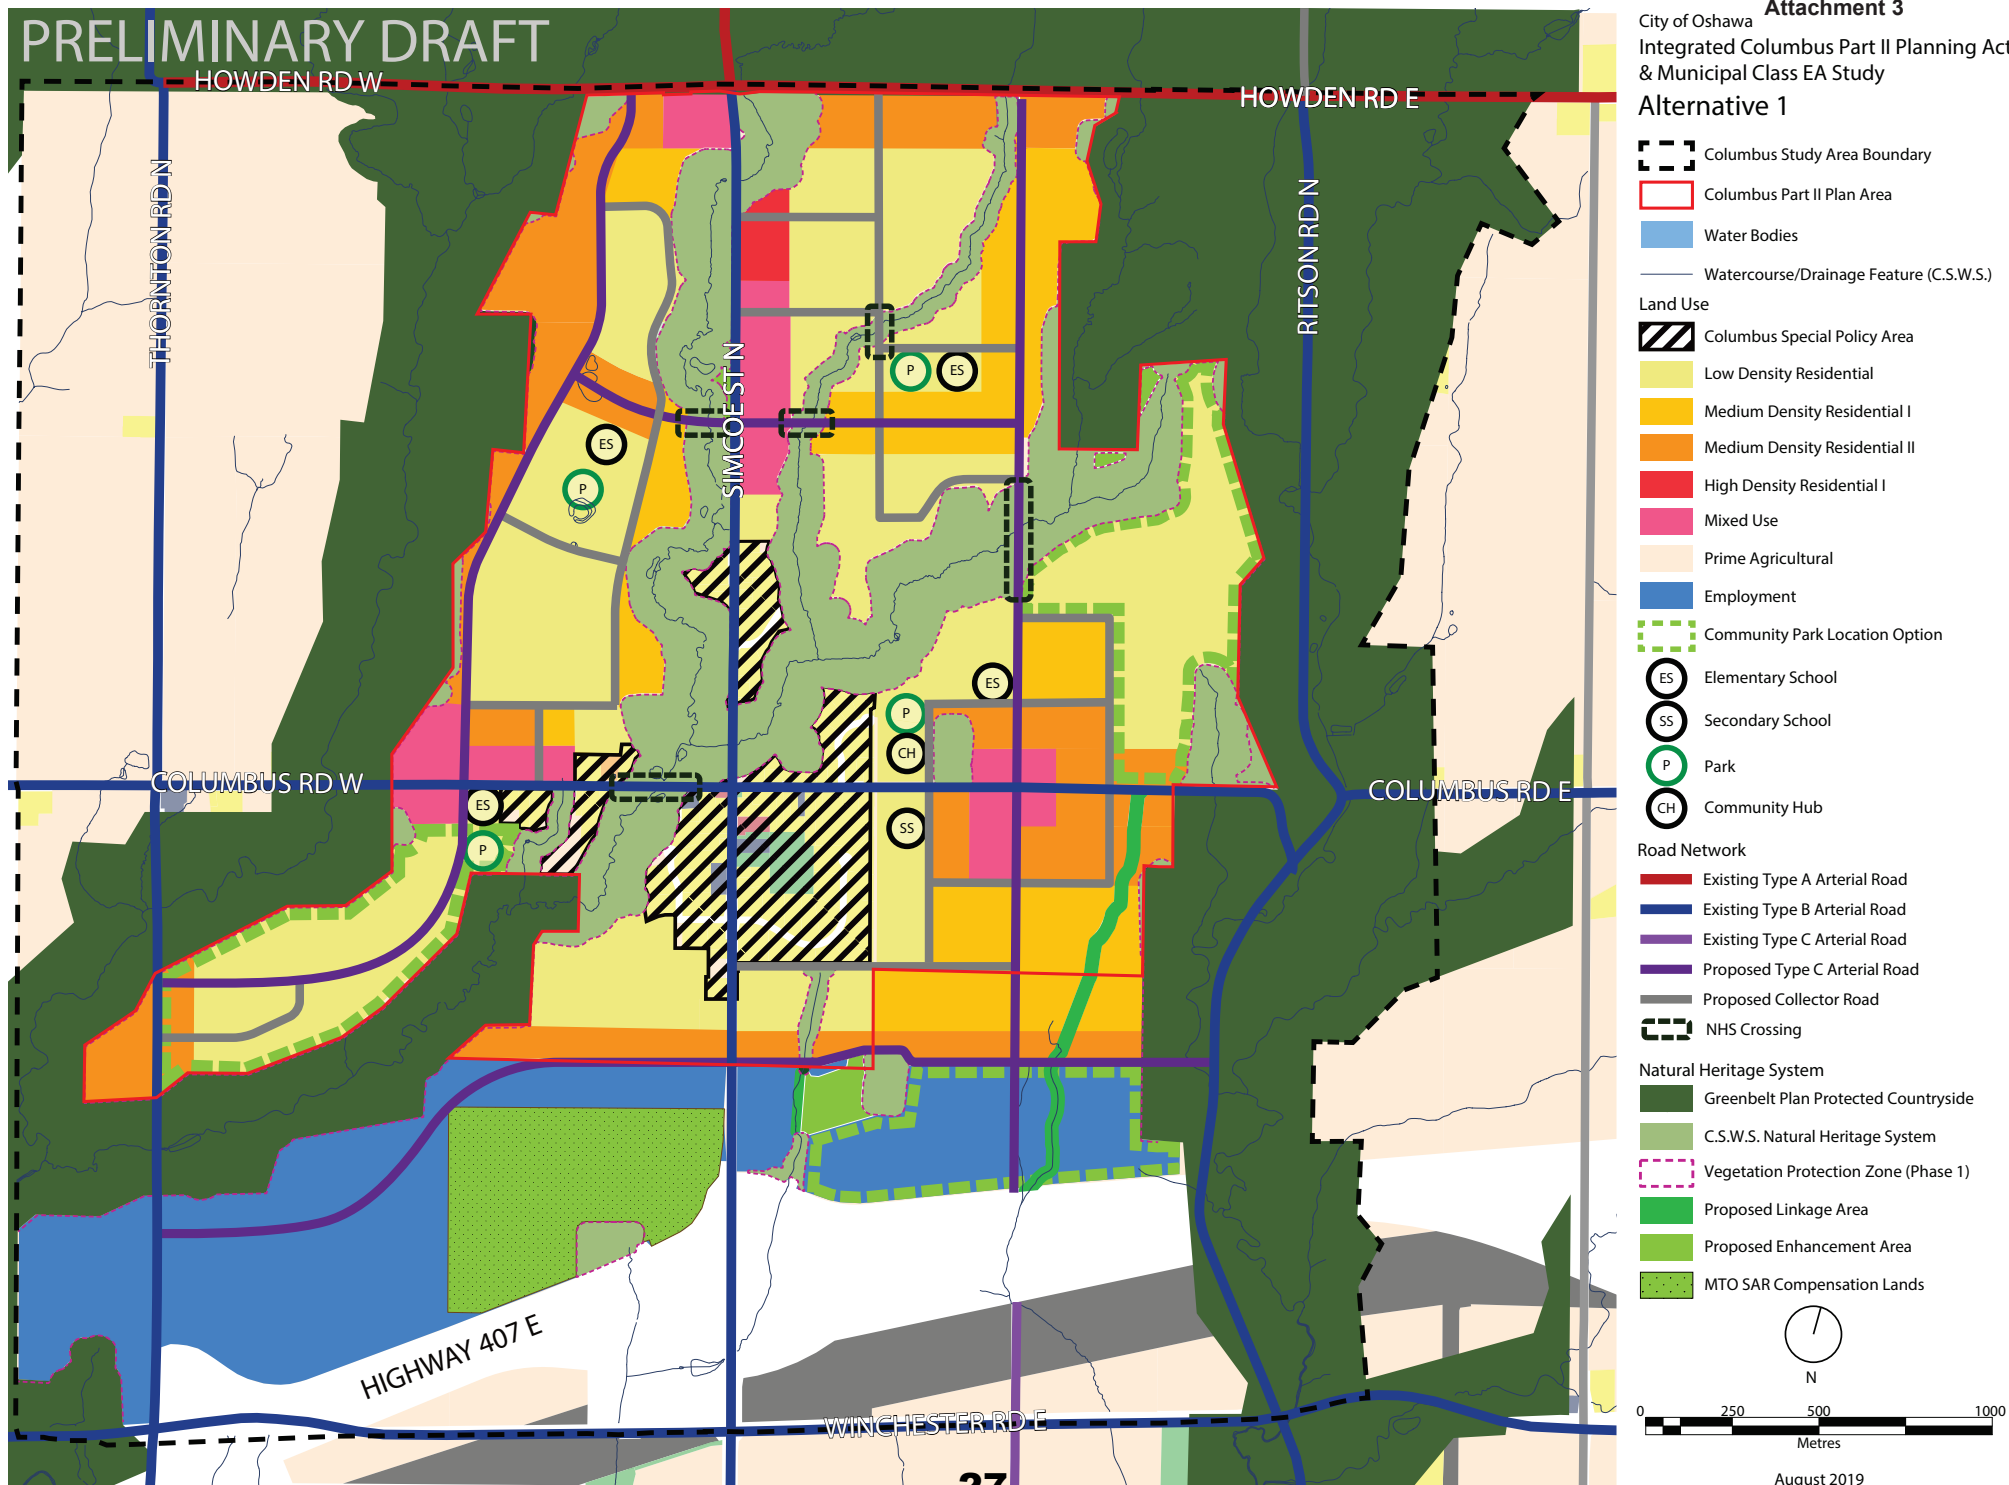 PRELIMINARY DRAFT
Attachment 3
City of Oshawa
Integrated Columbus Part II Planning Act
& Municipal Class EA Study
Alternative 1
Columbus Study Area Boundary
Columbus Part II Plan Area
Water Bodies
Watercourse/Drainage Feature (C.S.W.S.)
Land Use
Columbus Special Policy Area
Low Density Residential
Medium Density Residential I
Medium Density Residential II
High Density Residential I
Mixed Use
Prime Agricultural
Employment
Community Park Location Option
ES Elementary School
SS Secondary School
P Park
CH Community Hub
Road Network
Existing Type A Arterial Road
Existing Type B Arterial Road
Existing Type C Arterial Road
Proposed Type C Arterial Road
Proposed Collector Road
NHS Crossing
Natural Heritage System
Greenbelt Plan Protected Countryside
C.S.W.S. Natural Heritage System
Vegetation Protection Zone (Phase 1)
Proposed Linkage Area
Proposed Enhancement Area
MTO SAR Compensation Lands
N
0 250 500 1000
Metres
August 2019
HOWDEN RD W
HOWDEN RD E
THORNTON RD N
SIMCOE ST N
RITSON RD N
P
ES
ES
P
ES
P
CH
SS
ES
P
COLUMBUS RD W
COLUMBUS RD E
HIGHWAY 407 E
WINCHESTER RD E